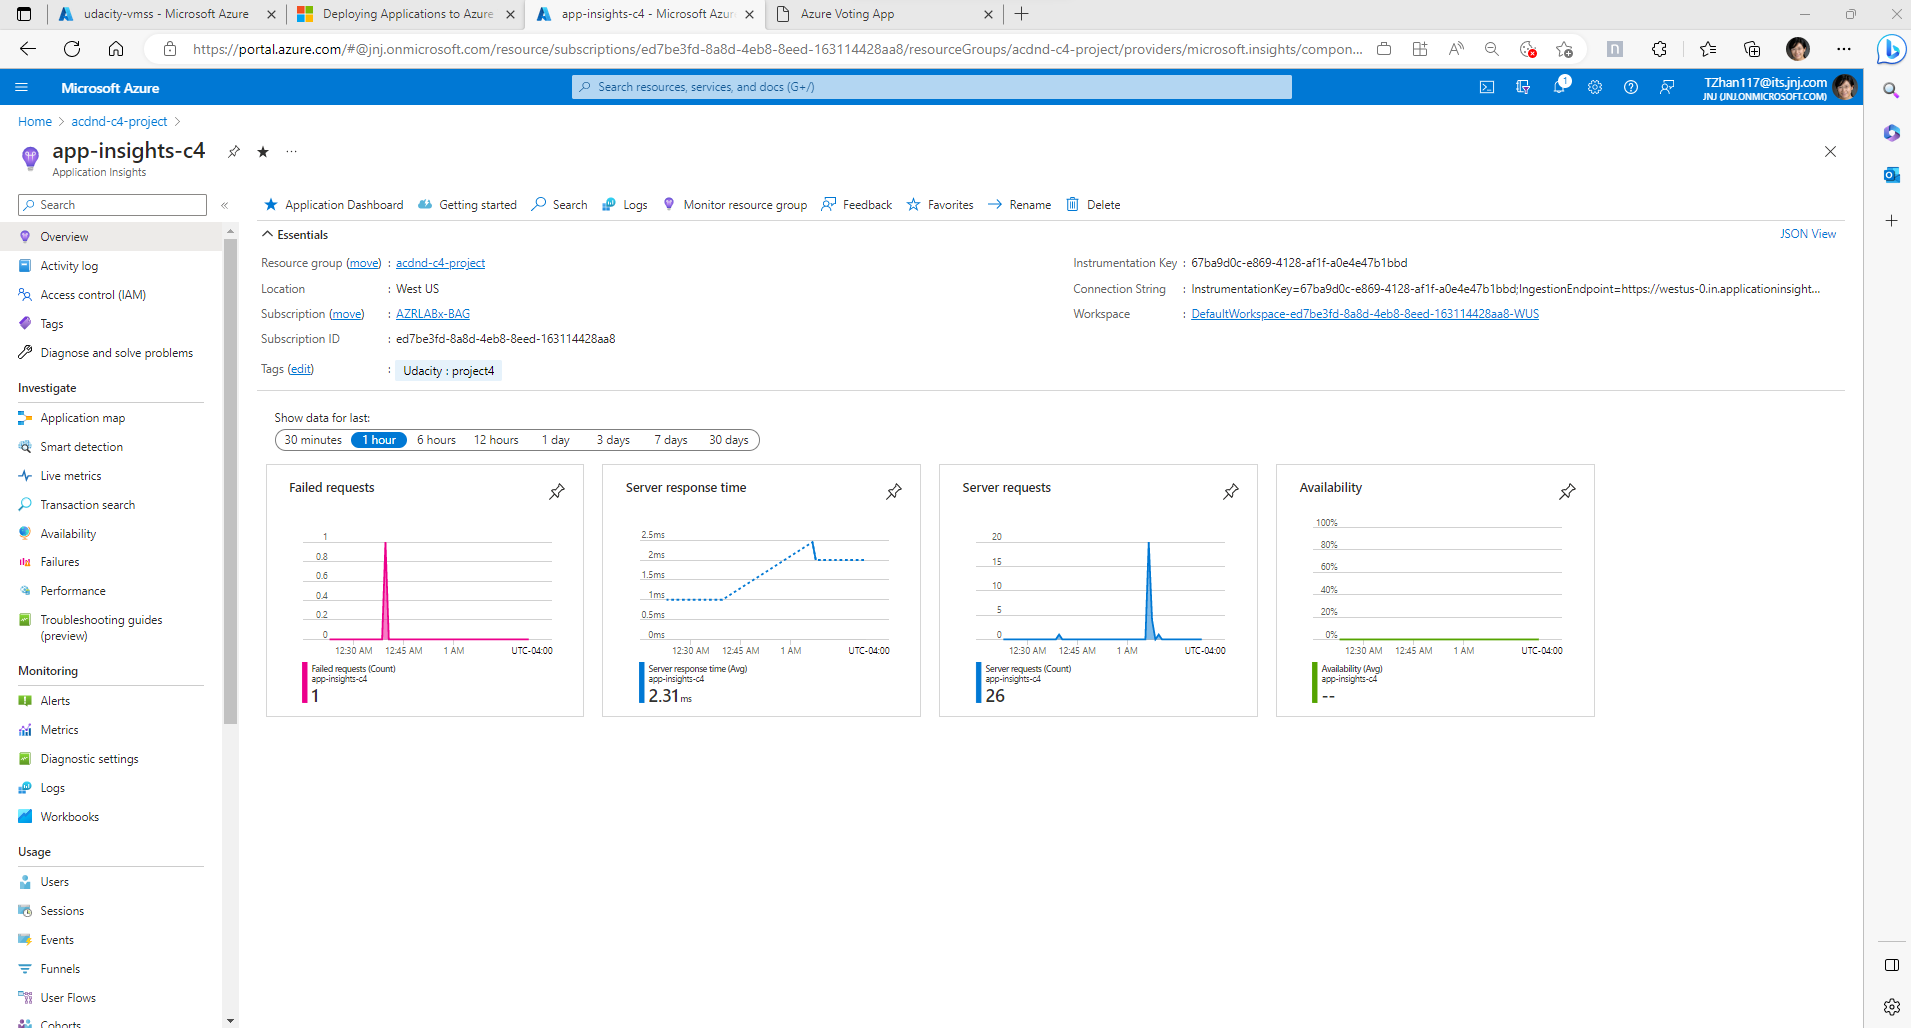 udacity-vmss - Microsoft Azure
Deploying Applications to Azure
app-insights-c4 - Microsoft Azur
Azure Voting App
https://portal.azure.com/#@jnj.onmicrosoft.com/resource/subscriptions/ed7be3fd-8a8d-4eb8-8eed-163114428aa8/resourceGroups/acdnd-c4-project/providers/microsoft.insights/compon...
Microsoft Azure
Search resources, services, and docs (G+/)
1
TZhan117@its.jnj.com
JNJ (JNJ.ONMICROSOFT.COM)
Home > acdnd-c4-project >
app-insights-c4
Application Insights
Search
Application Dashboard
Getting started
Search
Logs
Monitor resource group
Feedback
Favorites
Rename
Delete
Overview
Activity log
Access control (IAM)
Tags
Diagnose and solve problems
Investigate
Application map
Smart detection
Live metrics
Transaction search
Availability
Failures
Performance
Troubleshooting guides
(preview)
Monitoring
Alerts
Metrics
Diagnostic settings
Logs
Workbooks
Usage
Users
Sessions
Events
Funnels
User Flows
Cohorts
Essentials
JSON View
Resource group (move) : acdnd-c4-project
Location : West US
Subscription (move) : AZRLABx-BAG
Subscription ID : ed7be3fd-8a8d-4eb8-8eed-163114428aa8
Tags (edit) : Udacity : project4
Instrumentation Key : 67ba9d0c-e869-4128-af1f-a0e4e47b1bbd
Connection String : InstrumentationKey=67ba9d0c-e869-4128-af1f-a0e4e47b1bbd;IngestionEndpoint=https://westus-0.in.applicationinsight...
Workspace : DefaultWorkspace-ed7be3fd-8a8d-4eb8-8eed-163114428aa8-WUS
Show data for last:
30 minutes 1 hour 6 hours 12 hours 1 day 3 days 7 days 30 days
Failed requests
1
0.8
0.6
0.4
0.2
0
12:30 AM 12:45 AM 1 AM UTC-04:00
Failed requests (Count)
app-insights-c4
1
Server response time
2.5ms
2ms
1.5ms
1ms
0.5ms
0ms
12:30 AM 12:45 AM 1 AM UTC-04:00
Server response time (Avg)
app-insights-c4
2.31 ms
Server requests
20
15
10
5
0
12:30 AM 12:45 AM 1 AM UTC-04:00
Server requests (Count)
app-insights-c4
26
Availability
100%
80%
60%
40%
20%
0%
12:30 AM 12:45 AM 1 AM UTC-04:00
Availability (Avg)
app-insights-c4
--